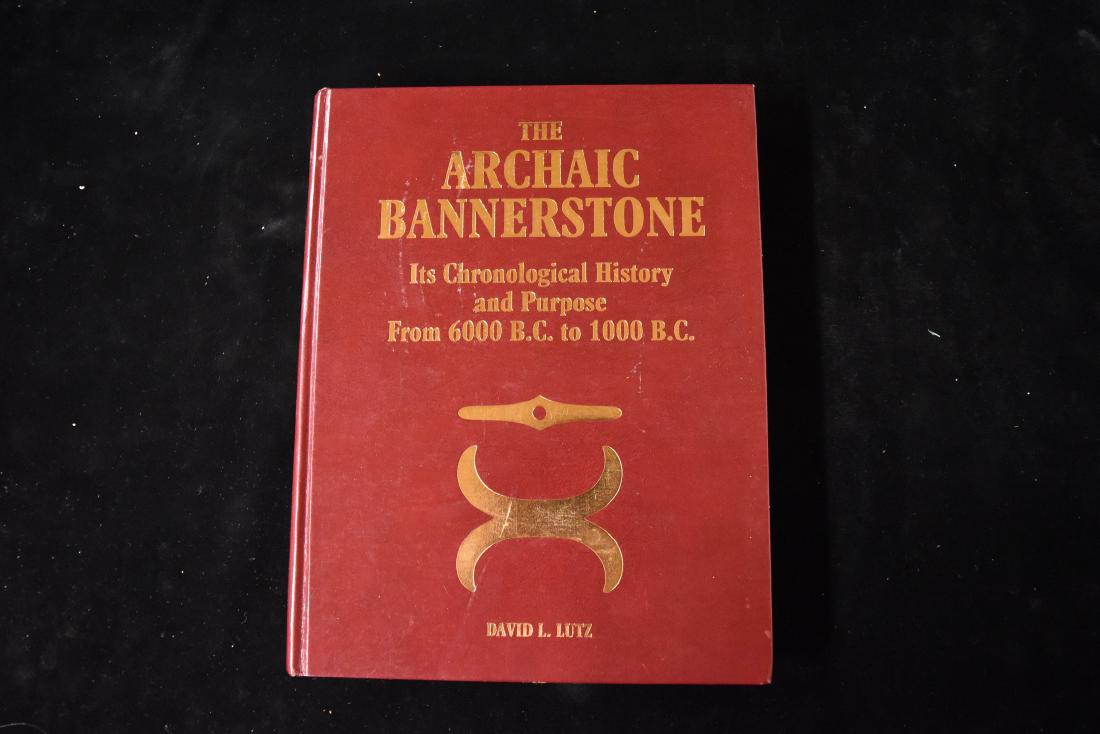 THE
ARCHAIC
BANNERSTONE
Its Chronological History
and Purpose
From 6000 B.C. to 1000 B.C.
DAVID L. LUTZ